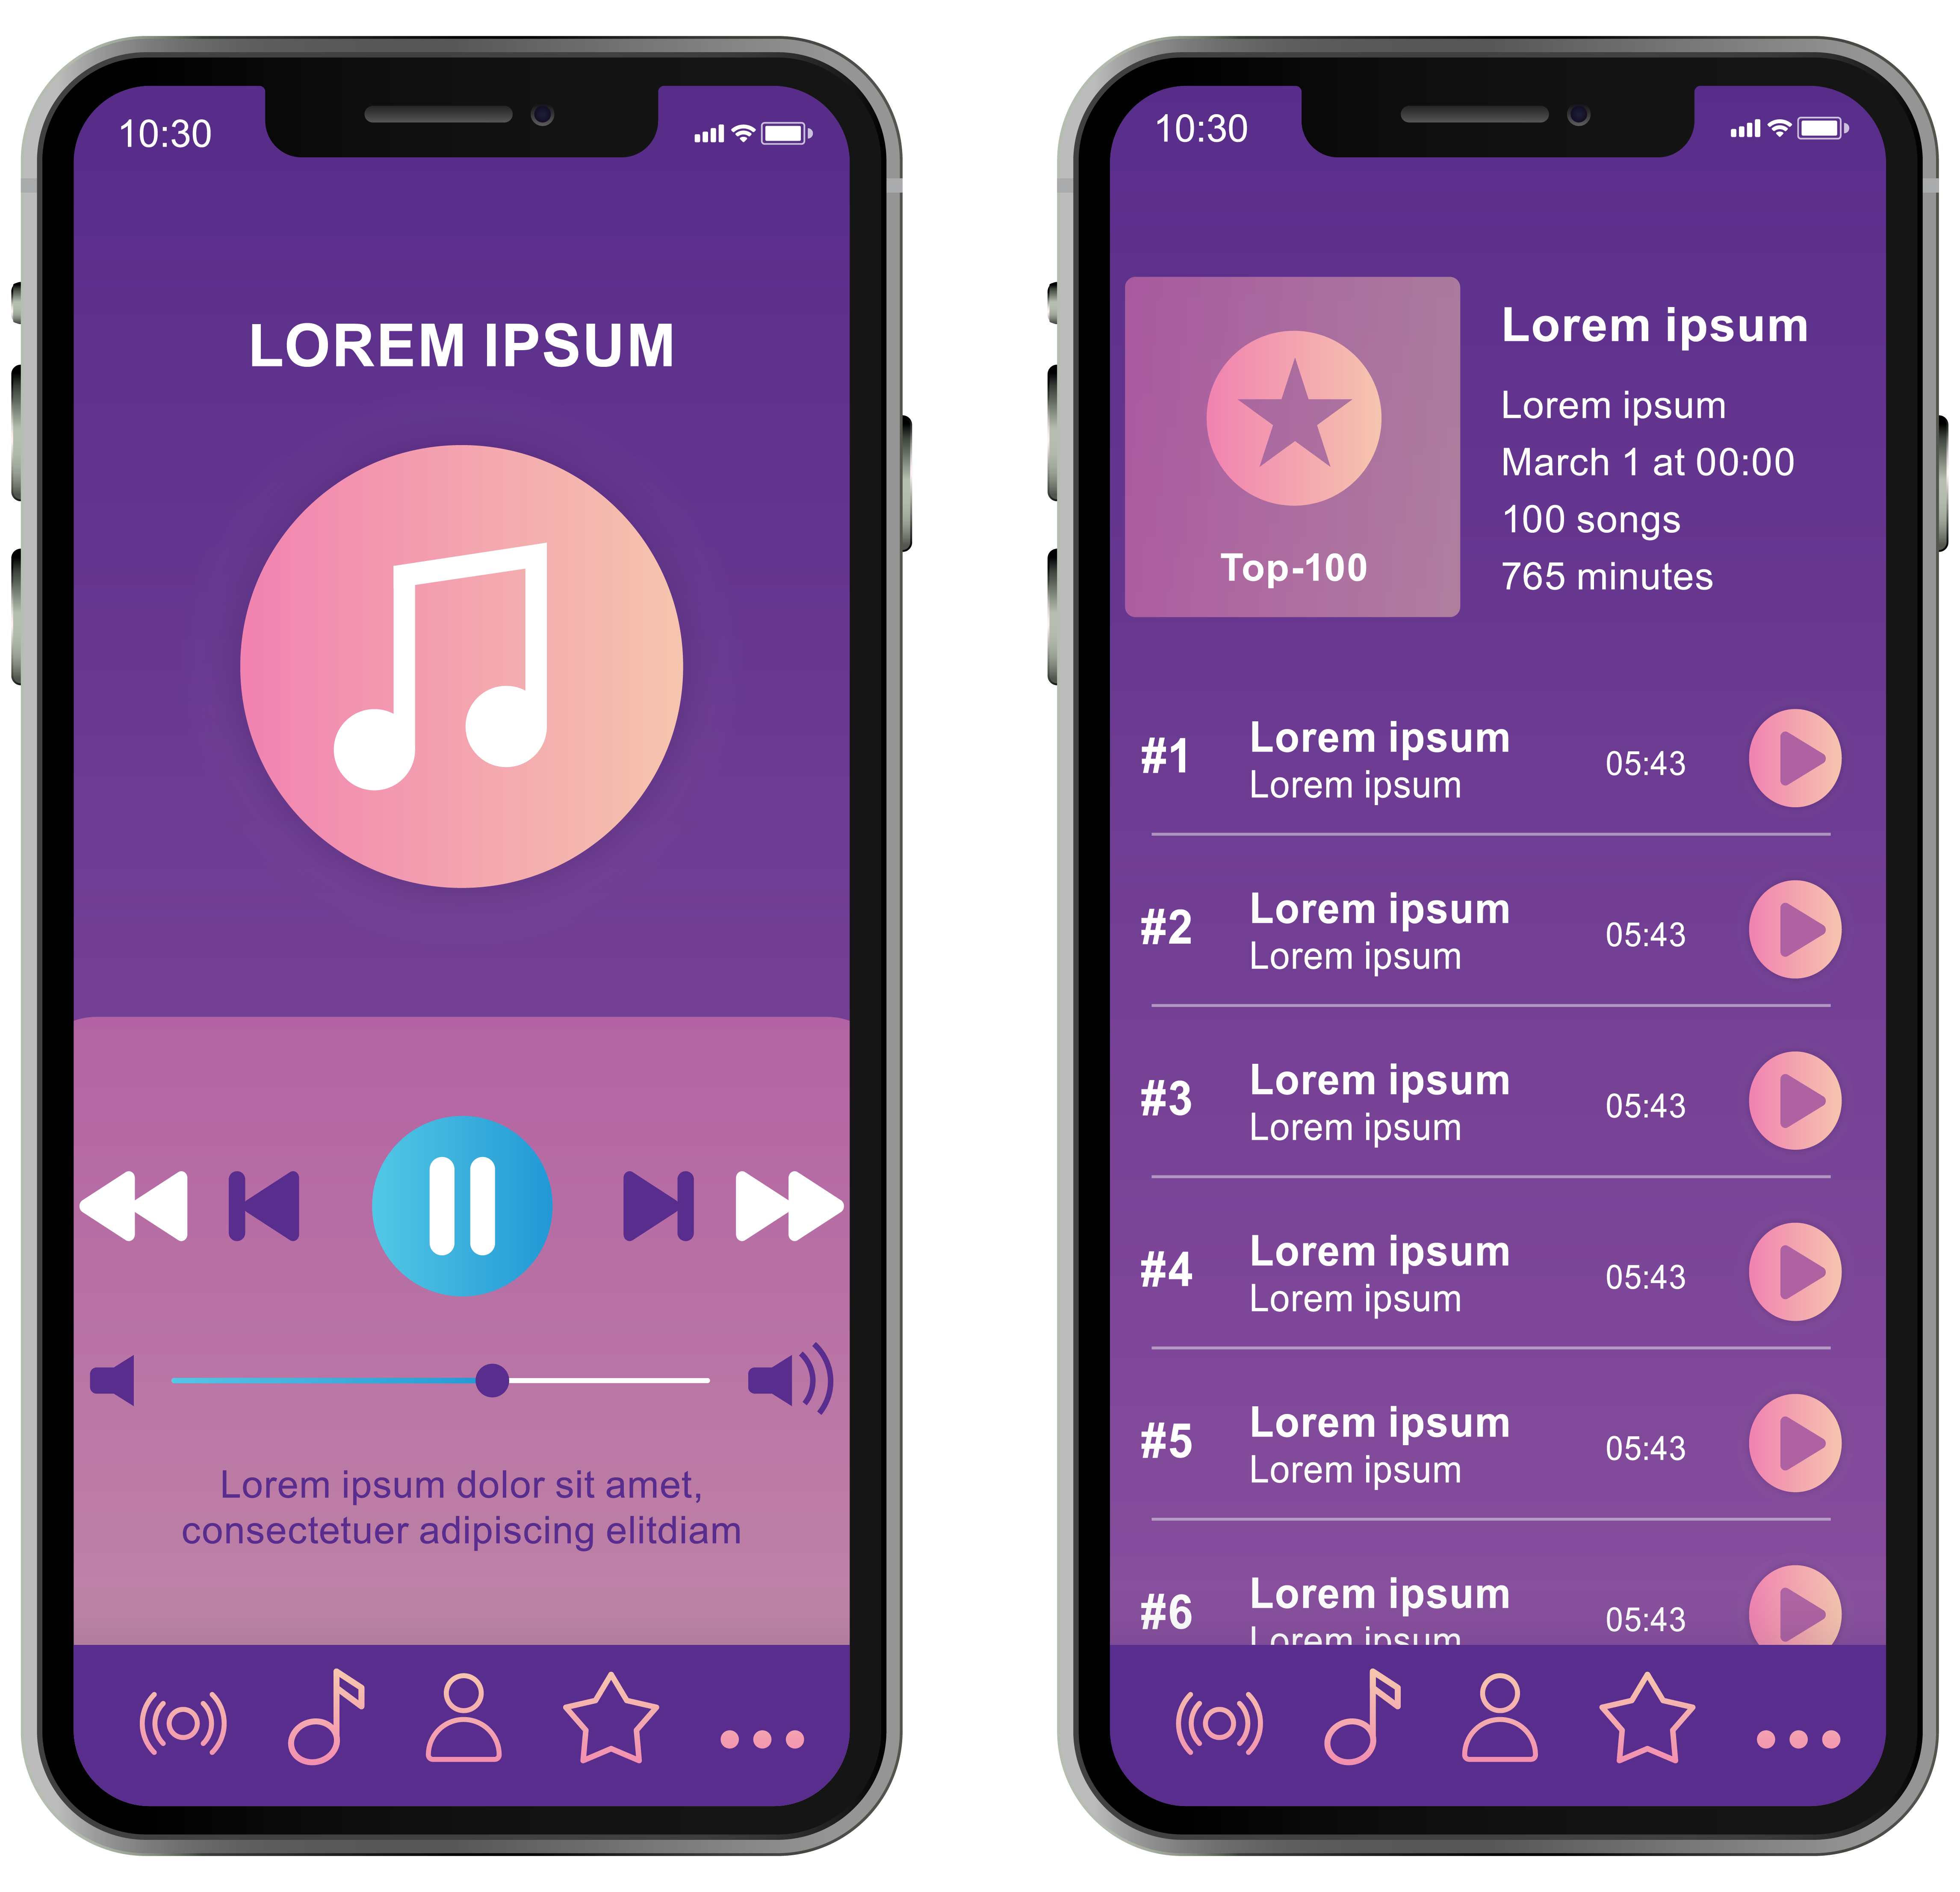 10:30
LOREM IPSUM
Lorem ipsum dolor sit amet,
consectetuer adipiscing elitdiam
10:30
Top-100
Lorem ipsum
Lorem ipsum
March 1 at 00:00
100 songs
765 minutes
#1
Lorem ipsum
Lorem ipsum
05:43
#2
Lorem ipsum
Lorem ipsum
05:43
#3
Lorem ipsum
Lorem ipsum
05:43
#4
Lorem ipsum
Lorem ipsum
05:43
#5
Lorem ipsum
Lorem ipsum
05:43
#6
Lorem ipsum
Lorem ipsum
05:43